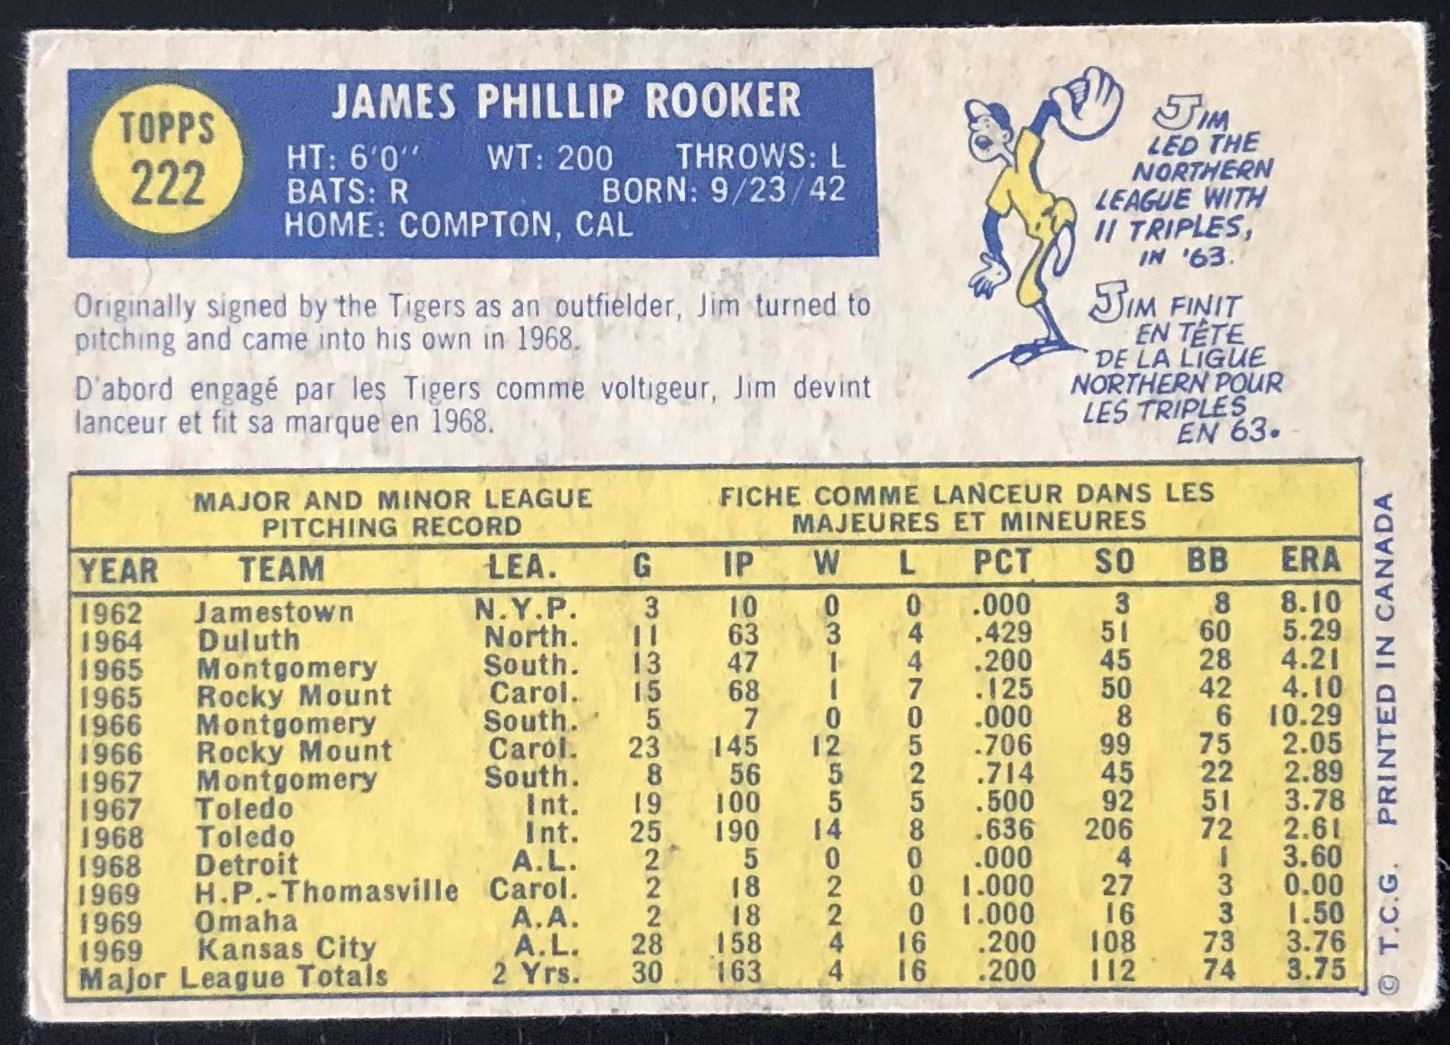 TOPPS
222
JAMES PHILLIP ROOKER
HT: 6'0" WT: 200 THROWS: L
BATS: R BORN: 9/23/42
HOME: COMPTON, CAL
Originally signed by the Tigers as an outfielder, Jim turned to
pitching and came into his own in 1968.
D'abord engagé par les Tigers comme voltigeur, Jim devint
lanceur et fit sa marque en 1968.
JIM
LED THE
NORTHERN
LEAGUE WITH
11 TRIPLES,
IN '63.
JIM FINIT
EN TÊTE
DE LA LIGUE
NORTHERN POUR
LES TRIPLES
EN 63.
MAJOR AND MINOR LEAGUE
PITCHING RECORD
FICHE COMME LANCEUR DANS LES
MAJEURES ET MINEURES
YEAR TEAM LEA. G IP W L PCT SO BB ERA
1962 Jamestown N.Y.P. 3 10 0 0 .000 3 8 8.10
1964 Duluth North. 11 63 3 4 .429 51 60 5.29
1965 Montgomery South. 13 47 1 4 .200 45 28 4.21
1965 Rocky Mount Carol. 15 68 1 7 .125 50 42 4.10
1966 Montgomery South. 5 7 0 0 .000 8 6 10.29
1966 Rocky Mount Carol. 23 145 12 5 .706 99 75 2.05
1967 Montgomery South. 8 56 5 2 .714 45 22 2.89
1967 Toledo Int. 19 100 5 5 .500 92 51 3.78
1968 Toledo Int. 25 190 14 8 .636 206 72 2.61
1968 Detroit A.L. 2 5 0 0 .000 4 1 3.60
1969 H.P.-Thomasville Carol. 2 18 2 0 1.000 27 3 0.00
1969 Omaha A.A. 2 18 2 0 1.000 16 3 1.50
1969 Kansas City A.L. 28 158 4 16 .200 108 73 3.76
Major League Totals 2 Yrs. 30 163 4 16 .200 112 74 3.75
© T.C.G. PRINTED IN CANADA